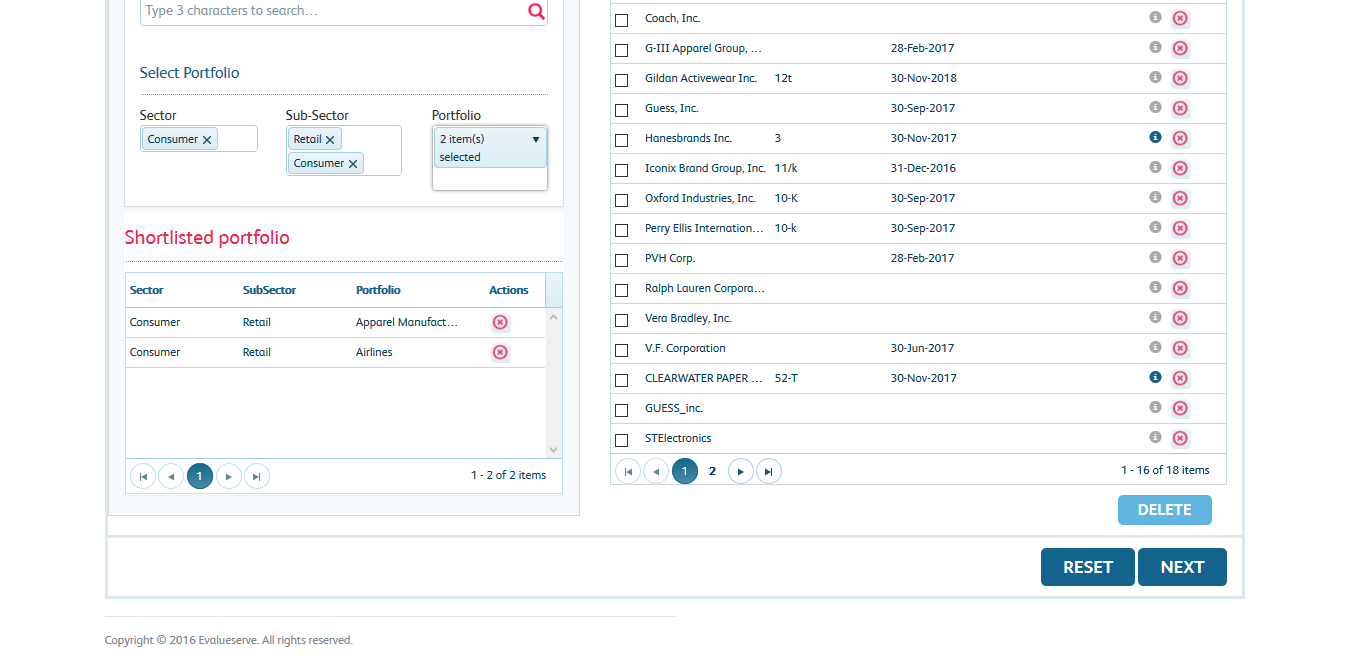 Type 3 characters to search...
Select Portfolio
Sector
Sub-Sector
Portfolio
Consumer
Retail
Consumer
2 item(s)
selected
Shortlisted portfolio
Sector SubSector Portfolio Actions
Consumer Retail Apparel Manufact...
Consumer Retail Airlines
1
1 - 2 of 2 items
Coach, Inc.
G-III Apparel Group, ... 28-Feb-2017
Gildan Activewear Inc. 12t 30-Nov-2018
Guess, Inc. 30-Sep-2017
Hanesbrands Inc. 3 30-Nov-2017
Iconix Brand Group, Inc. 11/k 31-Dec-2016
Oxford Industries, Inc. 10-K 30-Sep-2017
Perry Ellis Internation... 10-k 30-Sep-2017
PVH Corp. 28-Feb-2017
Ralph Lauren Corpora...
Vera Bradley, Inc.
V.F. Corporation 30-Jun-2017
CLEARWATER PAPER ... 52-T 30-Nov-2017
GUESS_inc.
STElectronics
1 2 1 - 16 of 18 items
DELETE
RESET NEXT
Copyright © 2016 Evalueserve. All rights reserved.